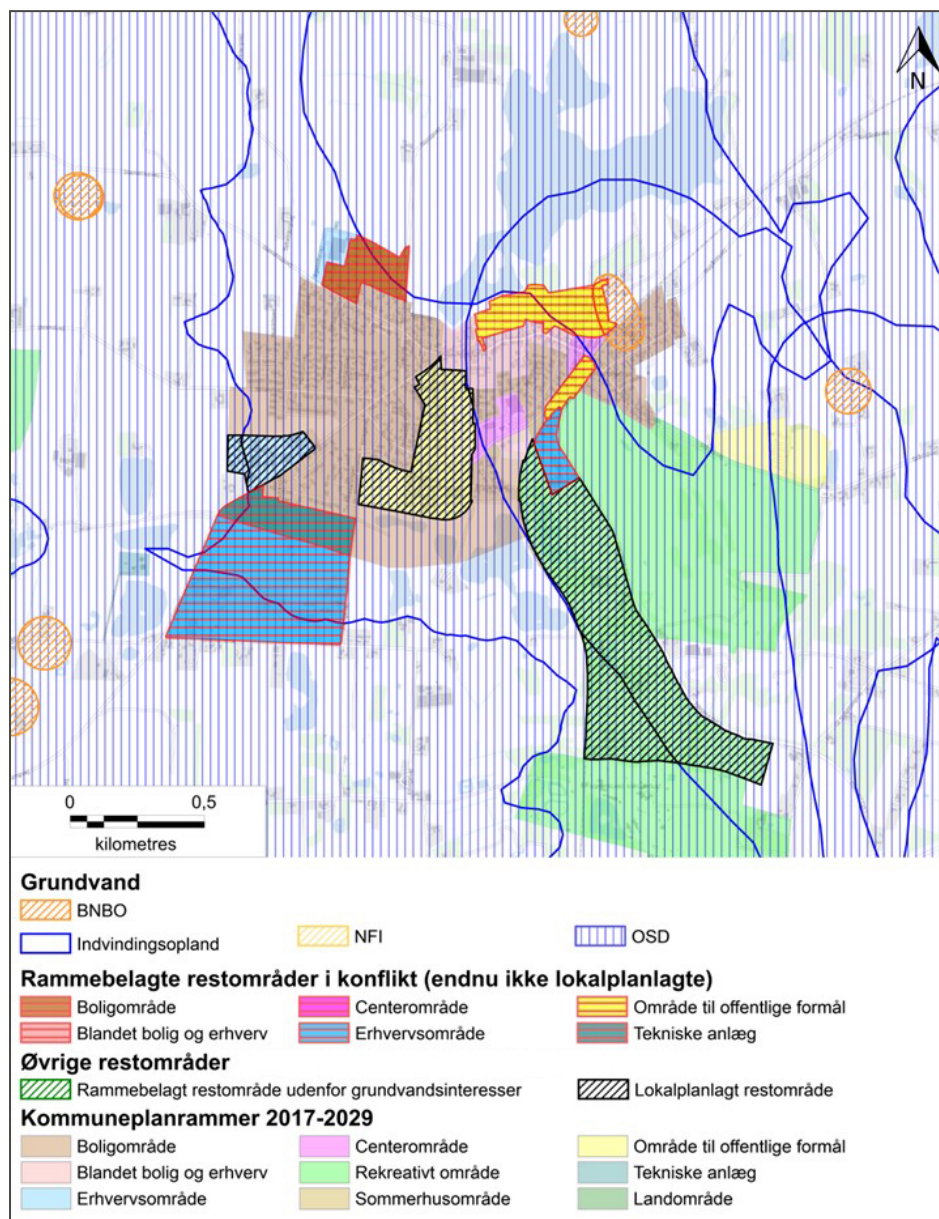 N
0 0,5
kilometres
Grundvand
BNBO
Indvindingsopland NFI OSD
Rammebelagte restområder i konflikt (endnu ikke lokalplanlagte)
Boligområde Centerområde Område til offentlige formål
Blandet bolig og erhverv Erhvervsområde Tekniske anlæg
Øvrige restområder
Rammebelagt restområde udenfor grundvandsinteresser Lokalplanlagt restområde
Kommuneplanrammer 2017-2029
Boligområde Centerområde Område til offentlige formål
Blandet bolig og erhverv Rekreativt område Tekniske anlæg
Erhvervsområde Sommerhusområde Landområde